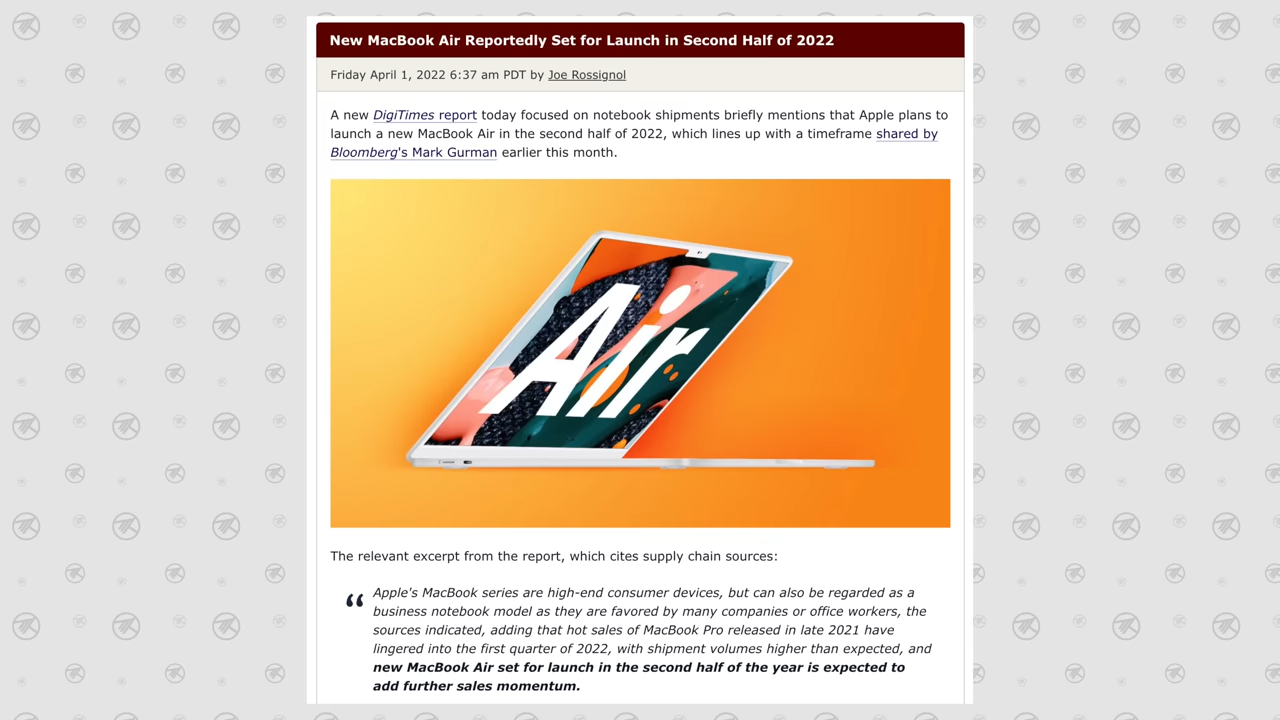 New MacBook Air Reportedly Set for Launch in Second Half of 2022
Friday April 1, 2022 6:37 am PDT by Joe Rossignol
A new DigiTimes report today focused on notebook shipments briefly mentions that Apple plans to
launch a new MacBook Air in the second half of 2022, which lines up with a timeframe shared by
Bloomberg's Mark Gurman earlier this month.
Air
The relevant excerpt from the report, which cites supply chain sources:
“ Apple's MacBook series are high-end consumer devices, but can also be regarded as a
business notebook model as they are favored by many companies or office workers, the
sources indicated, adding that hot sales of MacBook Pro released in late 2021 have
lingered into the first quarter of 2022, with shipment volumes higher than expected, and
new MacBook Air set for launch in the second half of the year is expected to
add further sales momentum.